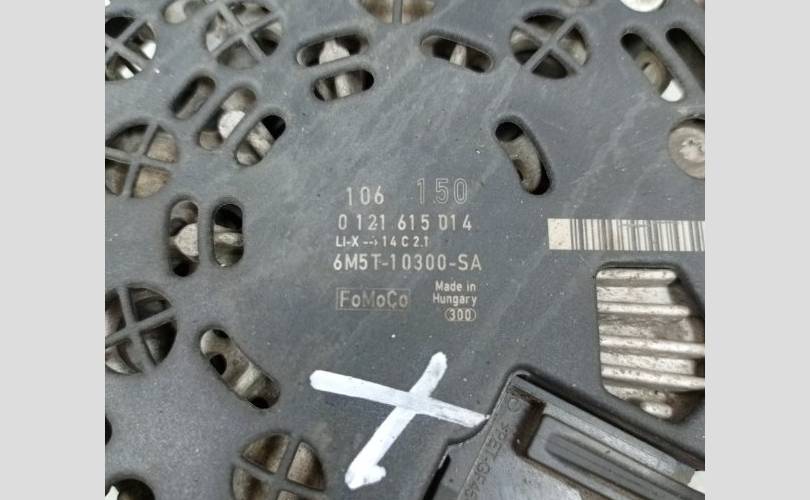 106 150
0 121 615 014
LI-X --> 14 C 2.1
6M5T-10300-SA
FoMoCo
Made in
Hungary
300